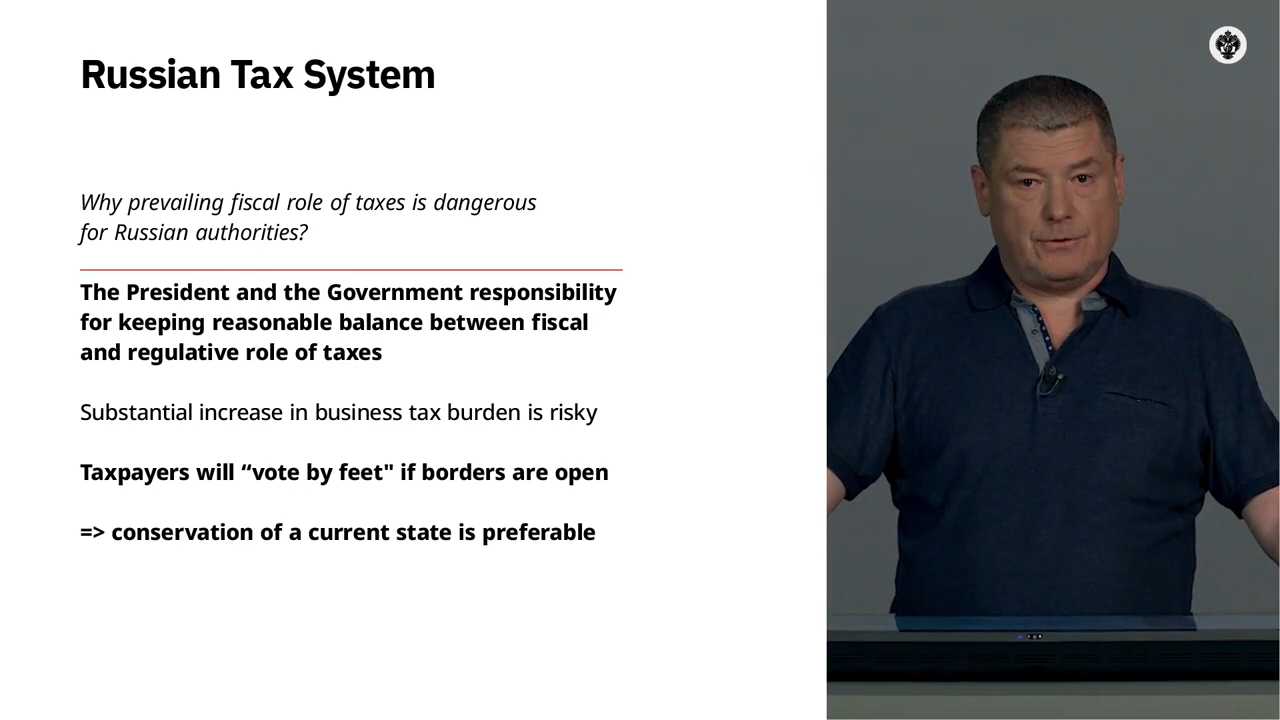 Russian Tax System
Why prevailing fiscal role of taxes is dangerous
for Russian authorities?
The President and the Government responsibility
for keeping reasonable balance between fiscal
and regulative role of taxes
Substantial increase in business tax burden is risky
Taxpayers will “vote by feet" if borders are open
=> conservation of a current state is preferable